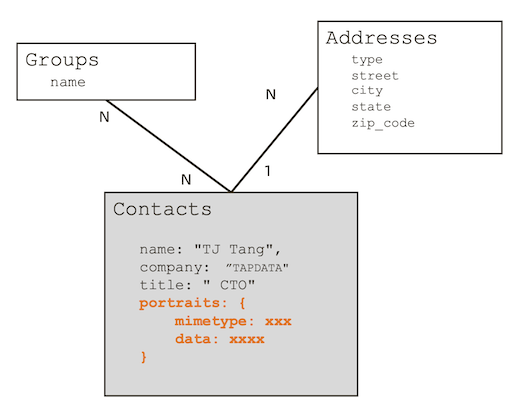 Groups
name
Addresses
type
street
city
state
zip_code
N
N
N
1
Contacts
name: "TJ Tang",
company: ″TAPDATA"
title: " CTO"
portraits: {
mimetype: xxx
data: xxxx
}